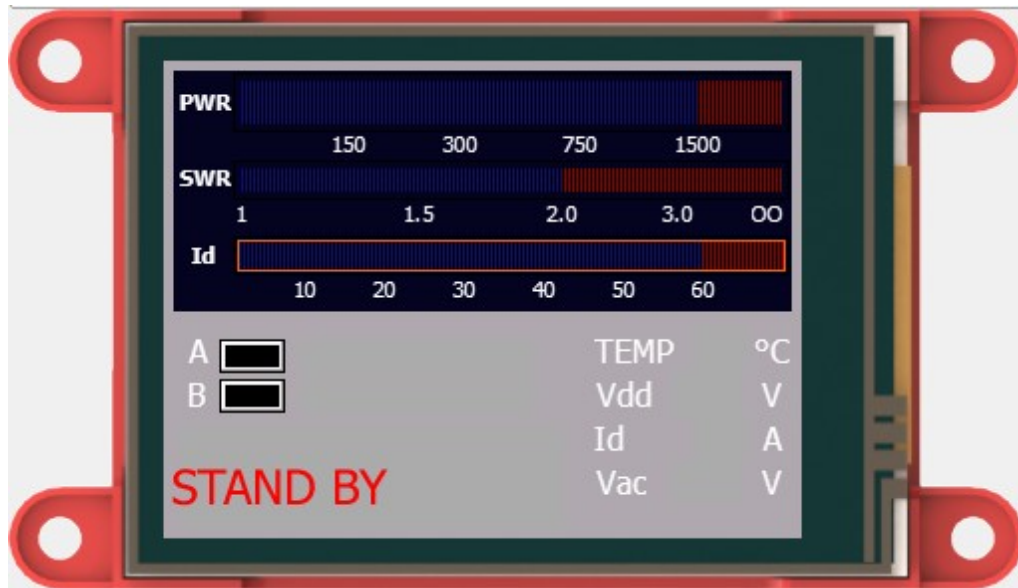 PWR
150 300 750 1500
SWR
1 1.5 2.0 3.0 OO
Id
10 20 30 40 50 60
A TEMP °C
B Vdd V
Id A
STAND BY Vac V